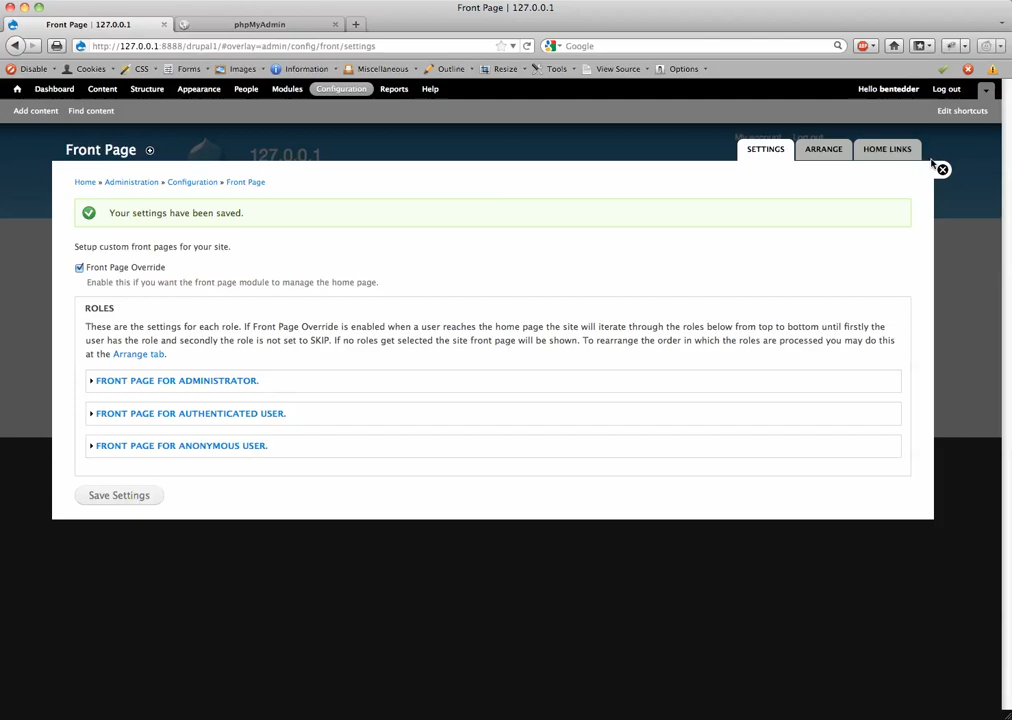 Front Page | 127.0.0.1
Front Page | 127.0.0.1
phpMyAdmin
http://127.0.0.1:8888/drupal1/#overlay=admin/config/front/settings
Google
Disable
Cookies
CSS
Forms
Images
Information
Miscellaneous
Outline
Resize
Tools
View Source
Options
Dashboard
Content
Structure
Appearance
People
Modules
Configuration
Reports
Help
Hello bentedder
Log out
Add content
Find content
Edit shortcuts
My account
Log out
127.0.0.1
Front Page
SETTINGS
ARRANGE
HOME LINKS
Home » Administration » Configuration » Front Page
Your settings have been saved.
Setup custom front pages for your site.
Front Page Override
Enable this if you want the front page module to manage the home page.
ROLES
These are the settings for each role. If Front Page Override is enabled when a user reaches the home page the site will iterate through the roles below from top to bottom until firstly the
user has the role and secondly the role is not set to SKIP. If no roles get selected the site front page will be shown. To rearrange the order in which the roles are processed you may do this
at the Arrange tab.
FRONT PAGE FOR ADMINISTRATOR.
FRONT PAGE FOR AUTHENTICATED USER.
FRONT PAGE FOR ANONYMOUS USER.
Save Settings